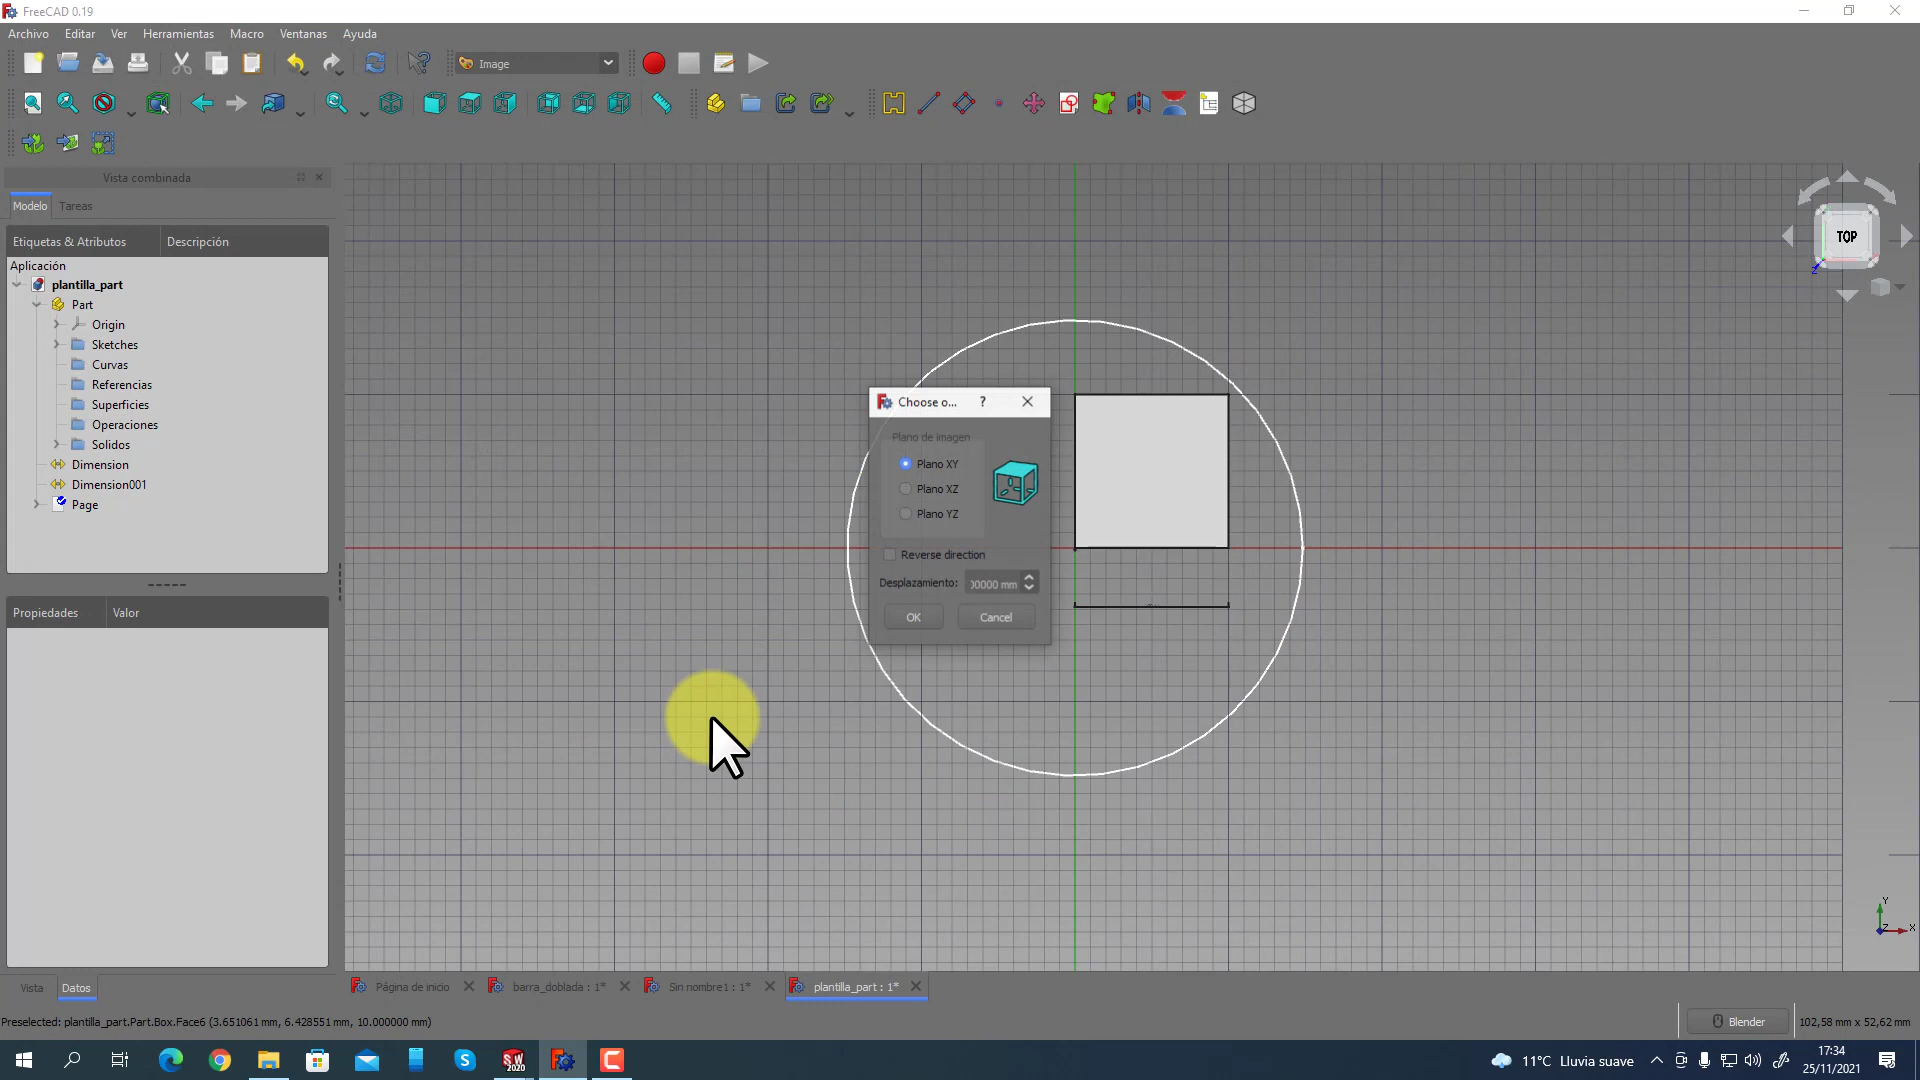 FreeCAD 0.19
Archivo Editar Ver Herramientas Macro Ventanas Ayuda
Image
Vista combinada
Modelo Tareas
Etiquetas & Atributos Descripción
Aplicación
plantilla_part
Part
Origin
Sketches
Curvas
Referencias
Superficies
Operaciones
Solidos
Dimension
Dimension001
Page
Propiedades Valor
Vista Datos
TOP
Choose o... ?
Plano de imagen
Plano XY
Plano XZ
Plano YZ
Reverse direction
Desplazamiento: 00000 mm
OK Cancel
Y
Z X
Z
Página de inicio barra_doblada : 1* Sin nombre1 : 1* plantilla_part : 1*
Preselected: plantilla_part.Part.Box.Face6 (3.651061 mm, 6.428551 mm, 10.000000 mm)
Blender 102,58 mm x 52,62 mm
SW 2020
11°C Lluvia suave
17:34
25/11/2021